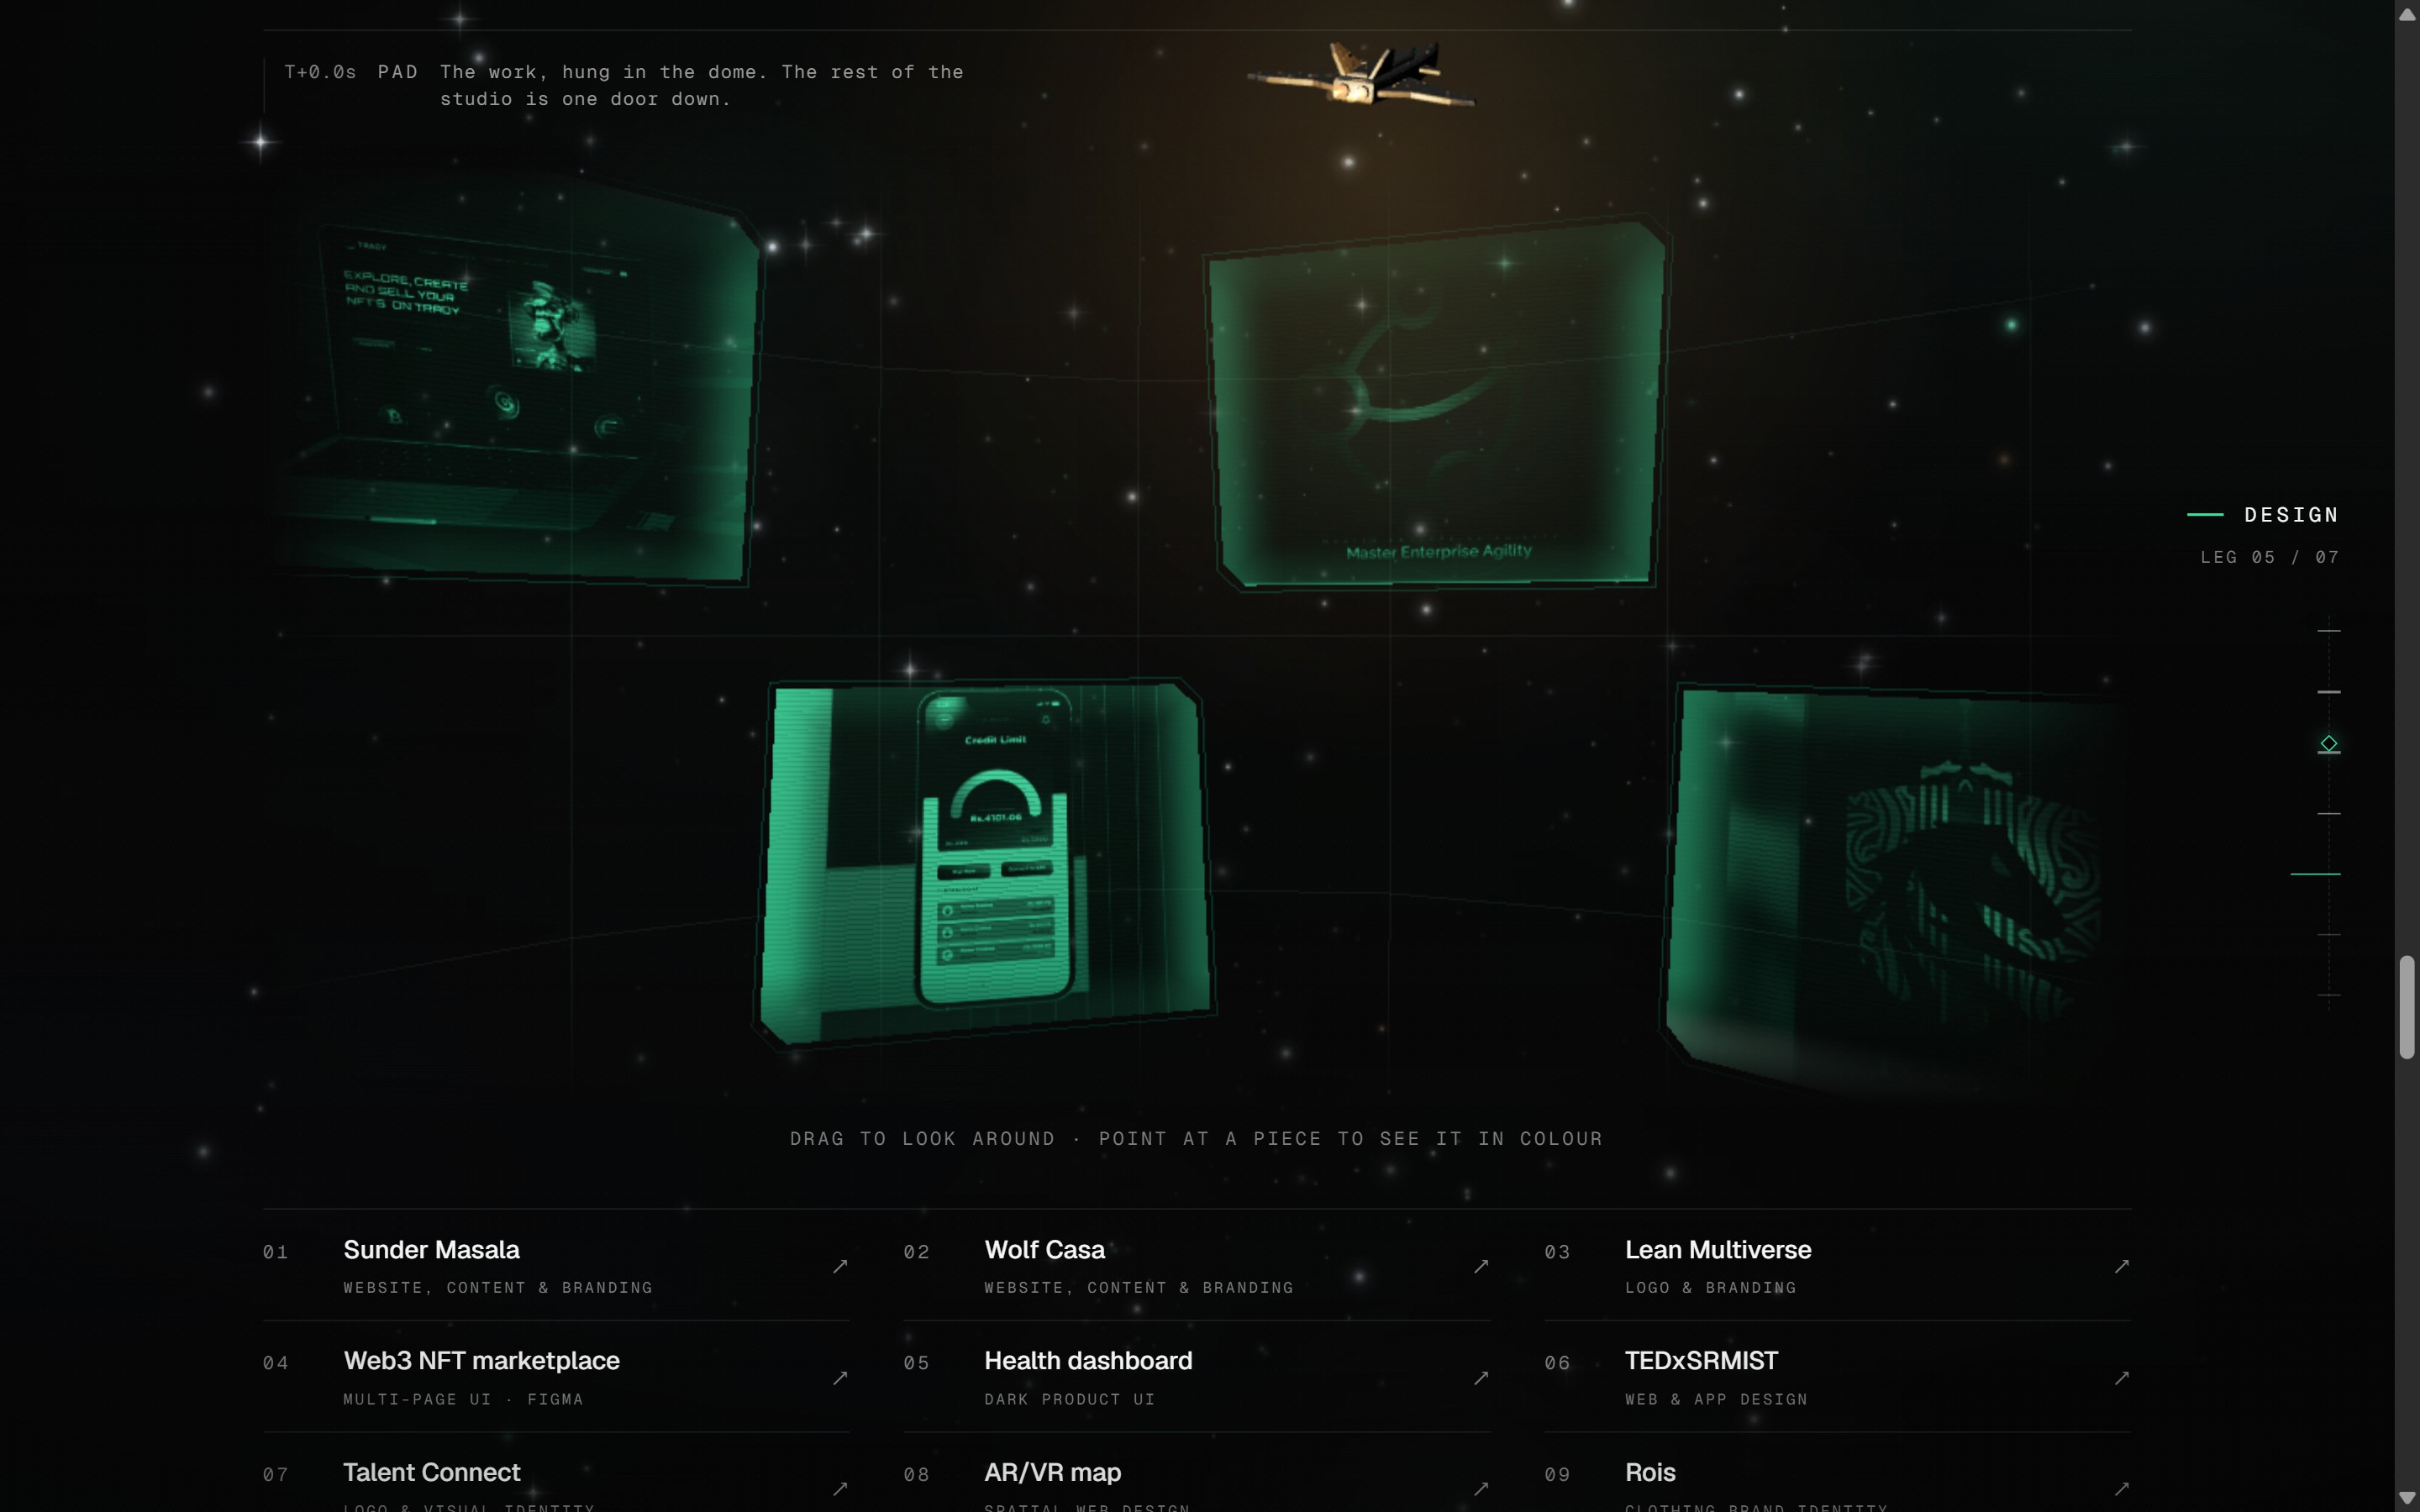 T+0.0s PAD The work, hung in the dome. The rest of the
studio is one door down.
TRADY
EXPLORE, CREATE
AND SELL YOUR
NFT'S ON TRADY
Master Enterprise Agility
DESIGN
LEG 05 / 07
Credit Limit
Rs.4701.06
DRAG TO LOOK AROUND · POINT AT A PIECE TO SEE IT IN COLOUR
01 Sunder Masala ↗
WEBSITE, CONTENT & BRANDING
02 Wolf Casa ↗
WEBSITE, CONTENT & BRANDING
03 Lean Multiverse ↗
LOGO & BRANDING
04 Web3 NFT marketplace ↗
MULTI-PAGE UI · FIGMA
05 Health dashboard ↗
DARK PRODUCT UI
06 TEDxSRMIST ↗
WEB & APP DESIGN
07 Talent Connect ↗
LOGO & VISUAL IDENTITY
08 AR/VR map ↗
SPATIAL WEB DESIGN
09 Rois ↗
CLOTHING BRAND IDENTITY